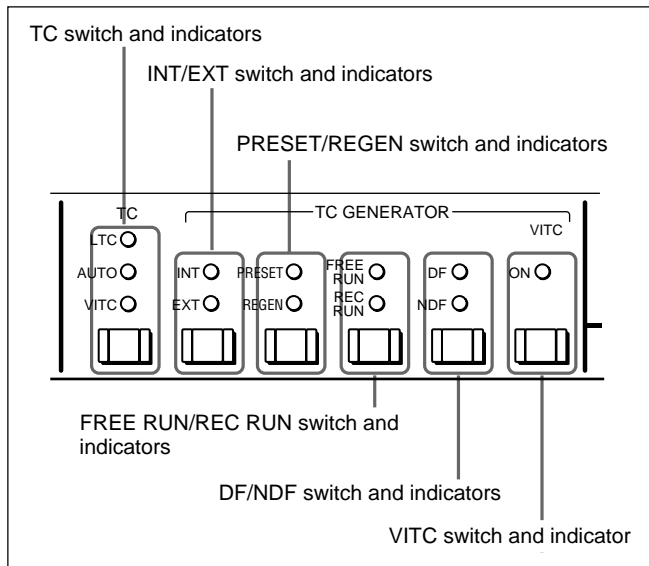 TC switch and indicators
INT/EXT switch and indicators
PRESET/REGEN switch and indicators
TC
TC GENERATOR
VITC
LTC
AUTO
VITC
INT
EXT
PRESET
REGEN
FREE
RUN
REC
RUN
DF
NDF
ON
FREE RUN/REC RUN switch and
indicators
DF/NDF switch and indicators
VITC switch and indicator